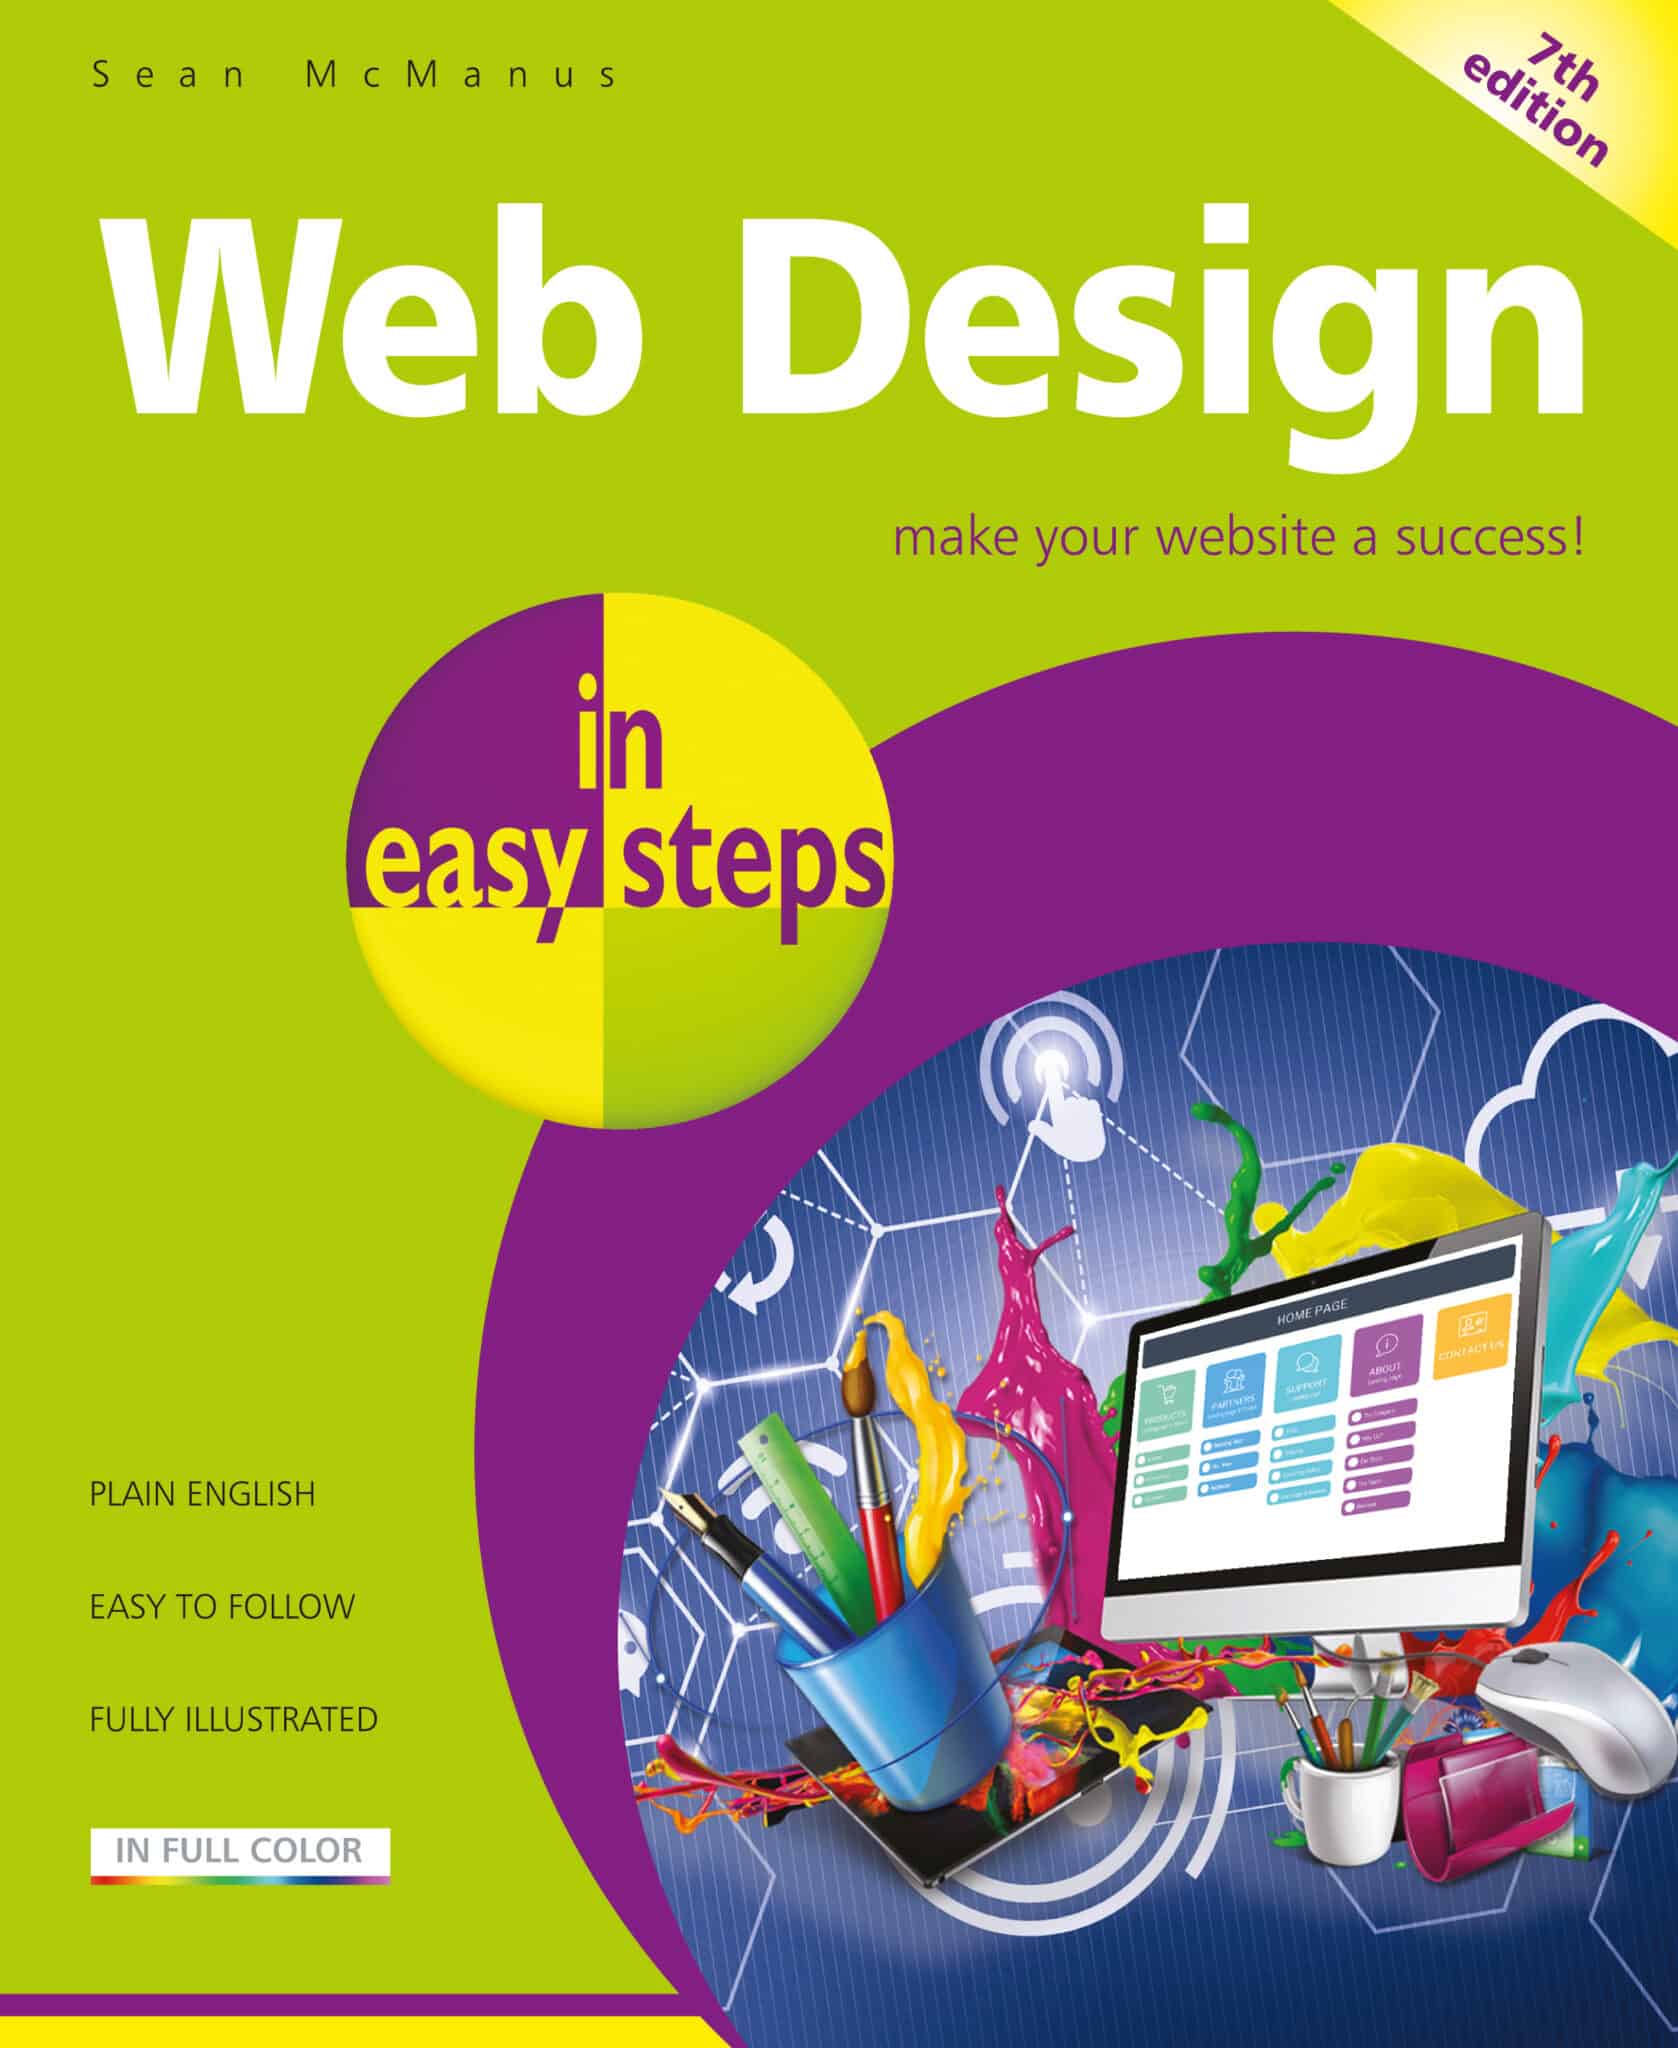 Sean McManus
7th
edition
Web Design
make your website a success!
in
easy steps
HOME PAGE
PRODUCTS
PARTNERS
SUPPORT
ABOUT
CONTACT US
PLAIN ENGLISH
EASY TO FOLLOW
FULLY ILLUSTRATED
IN FULL COLOR